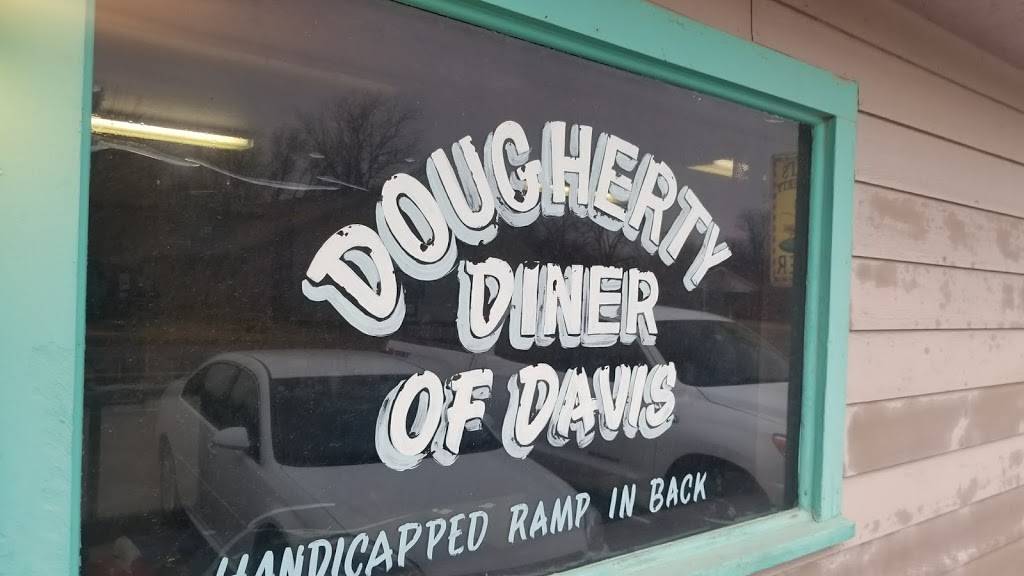 DOUGHERTY
DINER
OF DAVIS
HANDICAPPED RAMP IN BACK